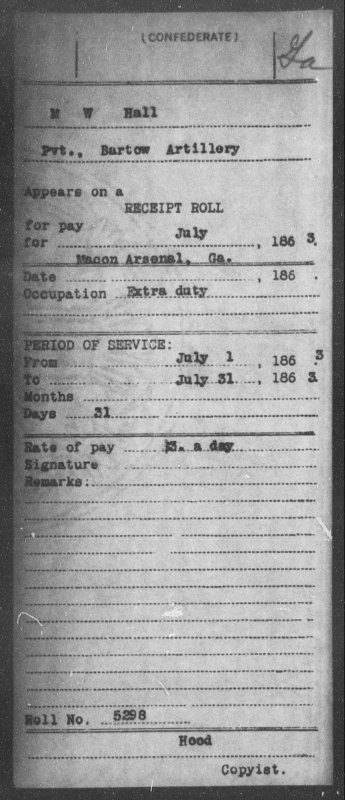 (CONFEDERATE)
Ga
M W Hall
Pvt., Bartow Artillery
Appears on a
RECEIPT ROLL
for pay
for July, 186 3.
Macon Arsenal, Ga.
Date , 186 .
Occupation Extra duty
PERIOD OF SERVICE:
From July 1, 186 3
To July 31, 186 3
Months
Days 31
Rate of pay $3. a day
Signature
Remarks:
Roll No. 5298
Hood
Copyist.